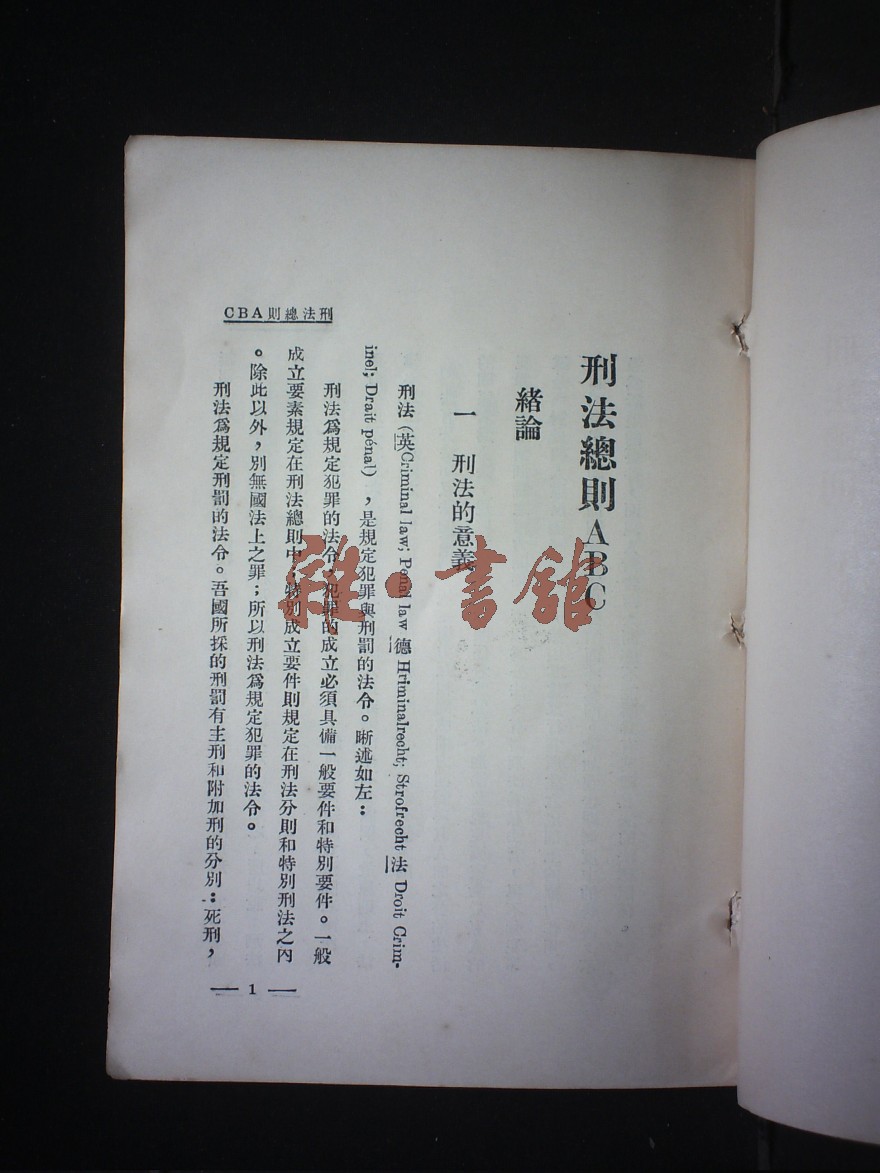 刑法總則ABC
緒論
一　刑法的意義
刑法(英Criminal law; Penal law 德 Hriminalrecht; Strofrecht 法 Droit Crim-
inel; Drait pénal)，是規定犯罪與刑罰的法令。晰述如左：
刑法爲規定犯罪的法令，犯罪的成立必須具備一般要件和特別要件。一般
成立要素規定在刑法總則中，特別成立要件則規定在刑法分則和特別刑法之內
。除此以外，別無國法上之罪；所以刑法爲規定犯罪的法令。
刑法爲規定刑罰的法令。吾國所採的刑罰有主刑和附加刑的分別：死刑，
CBA則總法刑
— 1 —
雜·書館